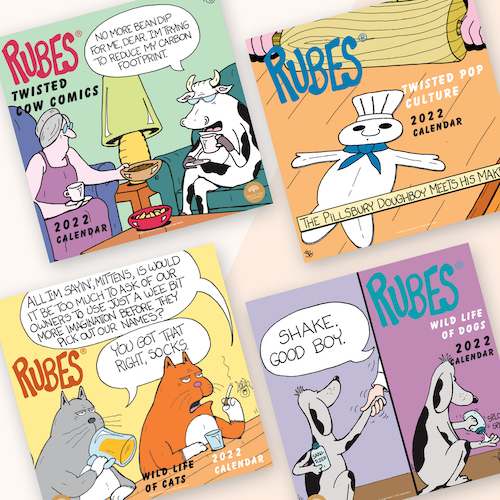 RUBES®
TWISTED
COW COMICS
NO MORE BEAN DIP
FOR ME, DEAR. I'M TRYING
TO REDUCE MY CARBON
FOOTPRINT.
2022
CALENDAR
RUBES
TWISTED POP
CULTURE
2022
CALENDAR
THE PILLSBURY DOUGHBOY MEETS HIS MAK
ALL I'M SAYIN', MITTENS, IS WOULD
IT BE TOO MUCH TO ASK OF OUR
OWNERS TO USE JUST A WEE BIT
MORE IMAGINATION BEFORE THEY
PICK OUT OUR NAMES?
YOU GOT THAT
RIGHT, SOCKS.
RUBES®
WILD LIFE
OF CATS
2022
CALENDAR
RUBES®
WILD LIFE
OF DOGS
2022
CALENDAR
SHAKE,
GOOD BOY.